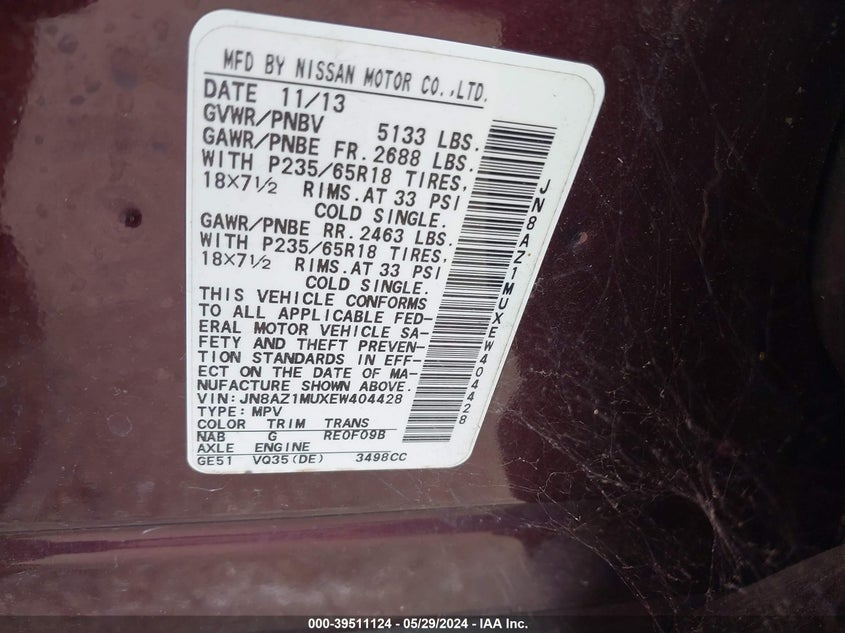 MFD BY NISSAN MOTOR CO.,LTD.
DATE 11/13
GVWR/PNBV 5133 LBS.
GAWR/PNBE FR. 2688 LBS.
WITH P235/65R18 TIRES,
18×7½ RIMS.AT 33 PSI
COLD SINGLE.
GAWR/PNBE RR. 2463 LBS.
WITH P235/65R18 TIRES,
18×7½ RIMS.AT 33 PSI
COLD SINGLE.
THIS VEHICLE CONFORMS
TO ALL APPLICABLE FED-
ERAL MOTOR VEHICLE SA-
FETY AND THEFT PREVEN-
TION STANDARDS IN EFF-
ECT ON THE DATE OF MA-
NUFACTURE SHOWN ABOVE.
VIN:JN8AZ1MUXEW404428
TYPE:MPV
COLOR TRIM TRANS
NAB G RE0F09B
AXLE ENGINE
GE51 VQ35(DE) 3498CC
JN8AZ1MUXEW404428
000-39511124 - 05/29/2024 - IAA Inc.